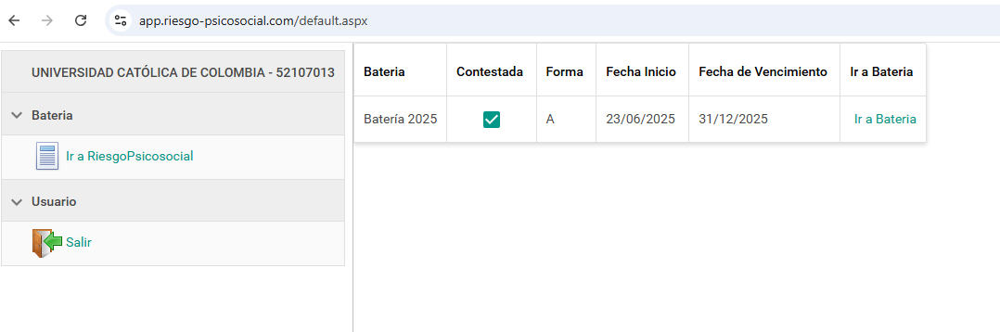 app.riesgo-psicosocial.com/default.aspx
UNIVERSIDAD CATÓLICA DE COLOMBIA - 52107013
Bateria
Ir a RiesgoPsicosocial
Usuario
Salir
Bateria Contestada Forma Fecha Inicio Fecha de Vencimiento Ir a Bateria
Batería 2025 A 23/06/2025 31/12/2025 Ir a Bateria